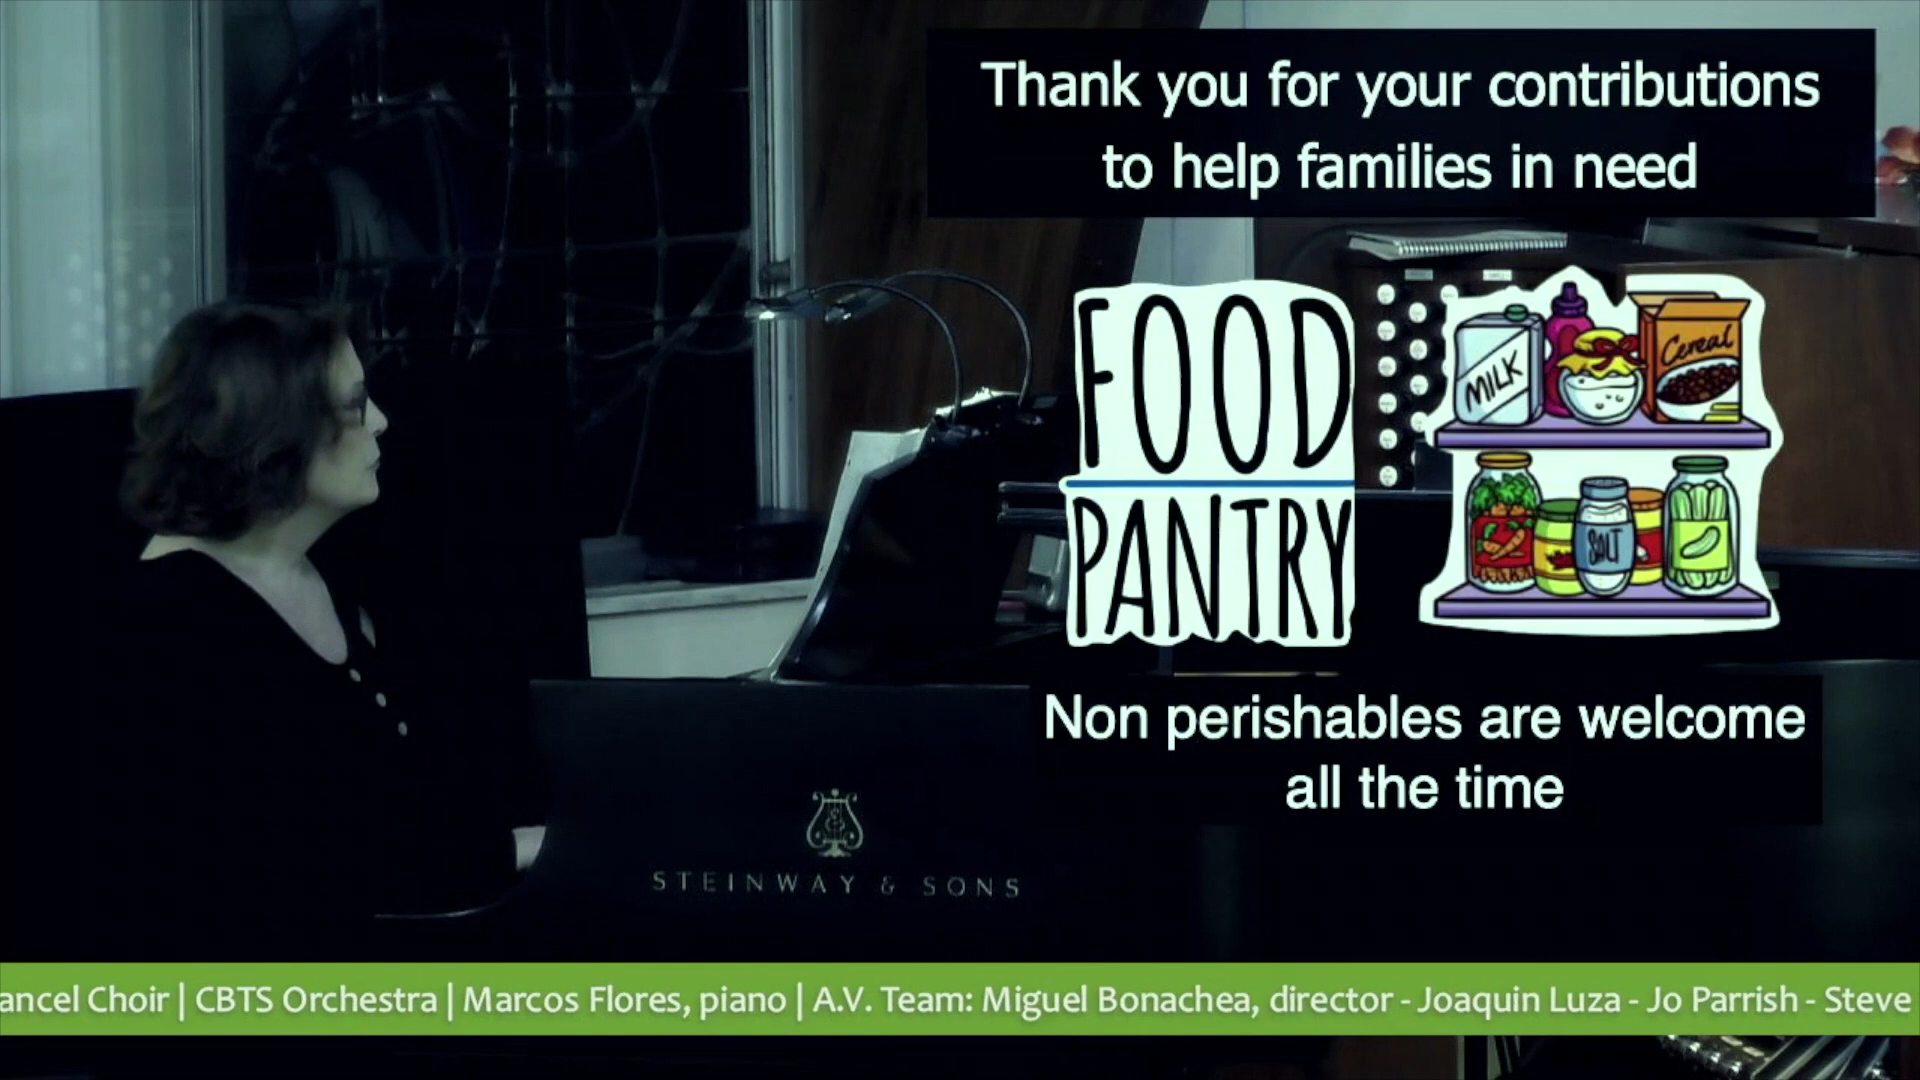 Thank you for your contributions
to help families in need
FOOD
PANTRY
MILK
Cereal
SALT
Non perishables are welcome
all the time
STEINWAY & SONS
ancel Choir | CBTS Orchestra | Marcos Flores, piano | A.V. Team: Miguel Bonachea, director - Joaquin Luza - Jo Parrish - Steve